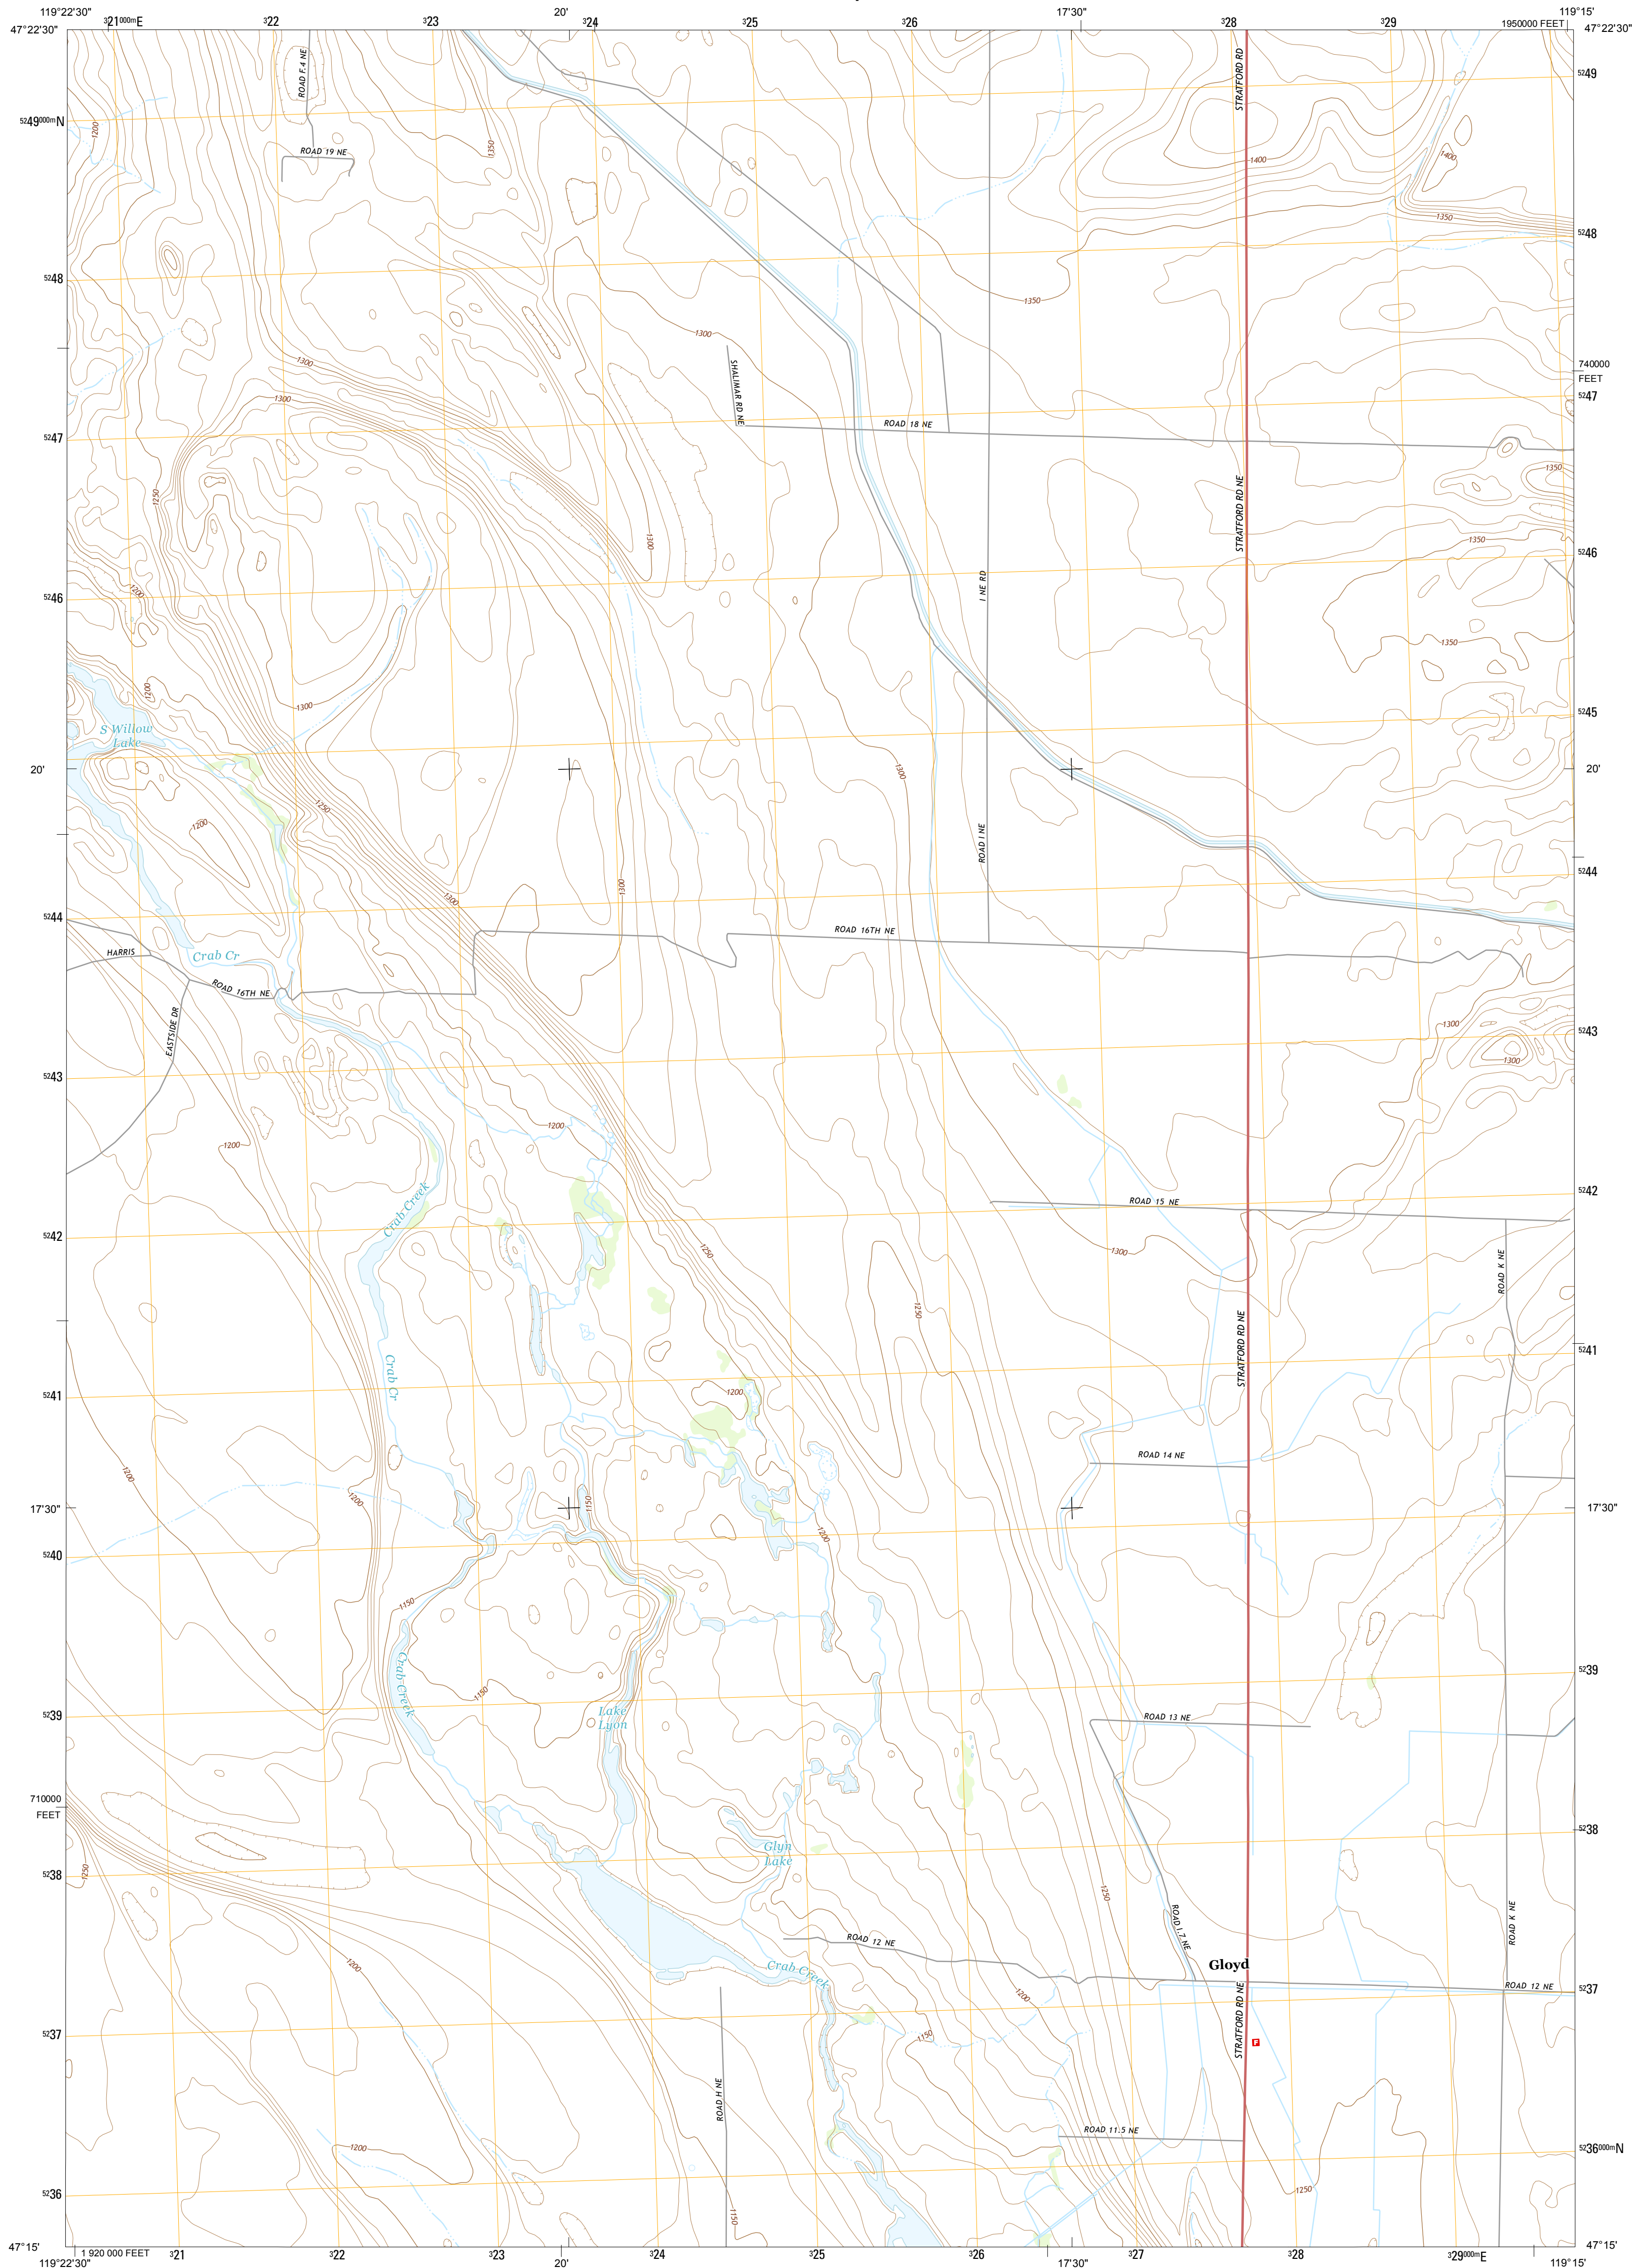 119°22'30" 20' 17'30" 119°15'
³21⁰⁰⁰ᵐE ³22 ³23 ³24 ³25 ³26 ³28 ³29 1950000 FEET
47°22'30" 47°22'30"
ROAD F.4 NE
STRATFORD RD
⁵²49
⁵²49⁰⁰⁰ᵐN
1200
1350
ROAD 19 NE
1400
1400
1350
⁵²48
⁵²48
1350
1300
1300
SHALIMAR RD NE
740000
FEET
⁵²47
1300
ROAD 18 NE
⁵²47
1350
1250
STRATFORD RD NE
1300
1350
⁵²46
I NE RD
1200
⁵²46
1350
1200
1300
⁵²45
S Willow
Lake
20'
1300
20'
1250
1200
ROAD I NE
⁵²44
1300
1300
⁵²44
ROAD 16TH NE
HARRIS
Crab Cr
ROAD 16TH NE
EASTSIDE DR
1300
⁵²43
1300
⁵²43
1200
1200
⁵²42
Crab Creek
ROAD 15 NE
⁵²42
1250
1300
ROAD K NE
1250
STRATFORD RD NE
⁵²41
Crab Cr
⁵²41
1200
ROAD 14 NE
1200
1200
17'30"
1150
17'30"
1200
⁵²40
⁵²40
1150
Crab Creek
⁵²39
1150
⁵²39
Lake
Lyon
ROAD 13 NE
710000
FEET
⁵²38
Glyn
Lake
⁵²38
1250
1250
ROAD I.7 NE
ROAD K NE
ROAD 12 NE
1200
Crab Creek
Gloyd
ROAD 12 NE
⁵²37
STRATFORD RD NE
1200
⁵²37
1150
F
ROAD H NE
ROAD 11.5 NE
1200
⁵²36⁰⁰⁰ᵐN
⁵²36
1250
1150
47°15' 47°15'
1 920 000 FEET ³21 ³22 ³23 ³24 ³25 ³26 ³27 ³28 ³29⁰⁰⁰ᵐE
119°22'30" 20' 17'30" 119°15'